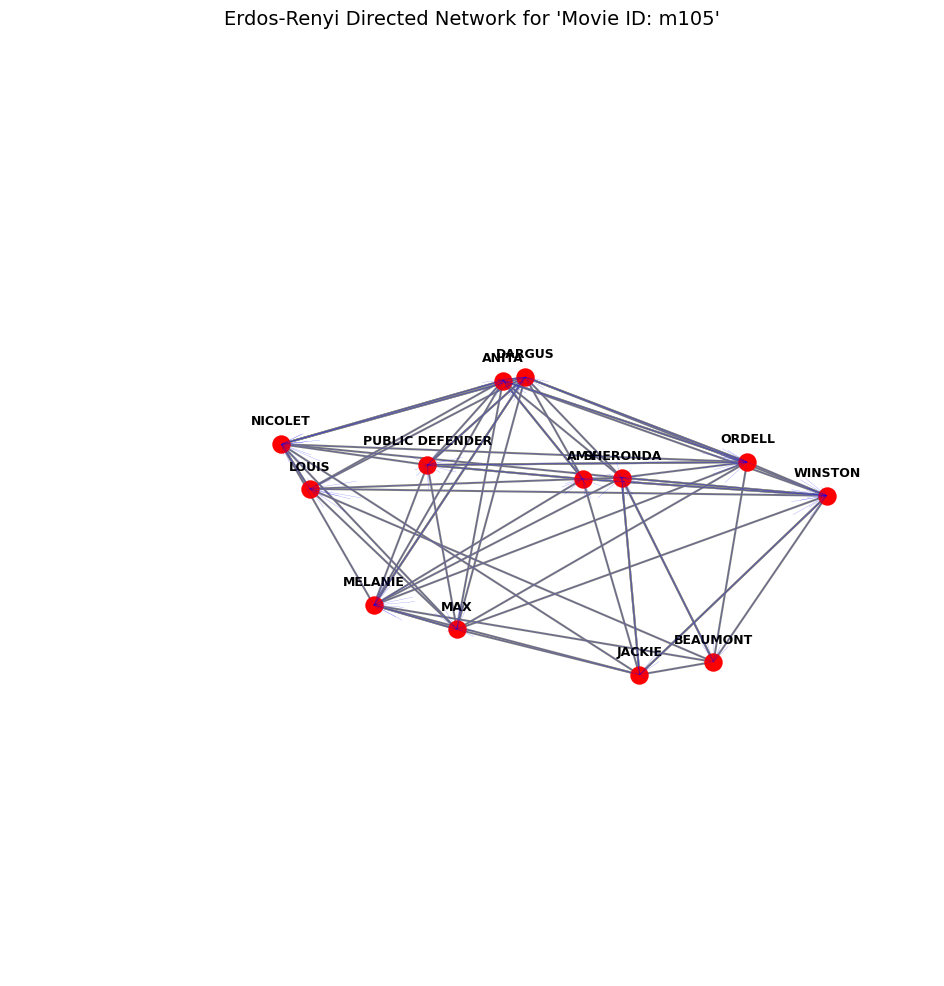 Erdos-Renyi Directed Network for 'Movie ID: m105'
DARGUS
ANITA
NICOLET
PUBLIC DEFENDER
ORDELL
SHERONDA
LOUIS
WINSTON
MELANIE
MAX
BEAUMONT
JACKIE